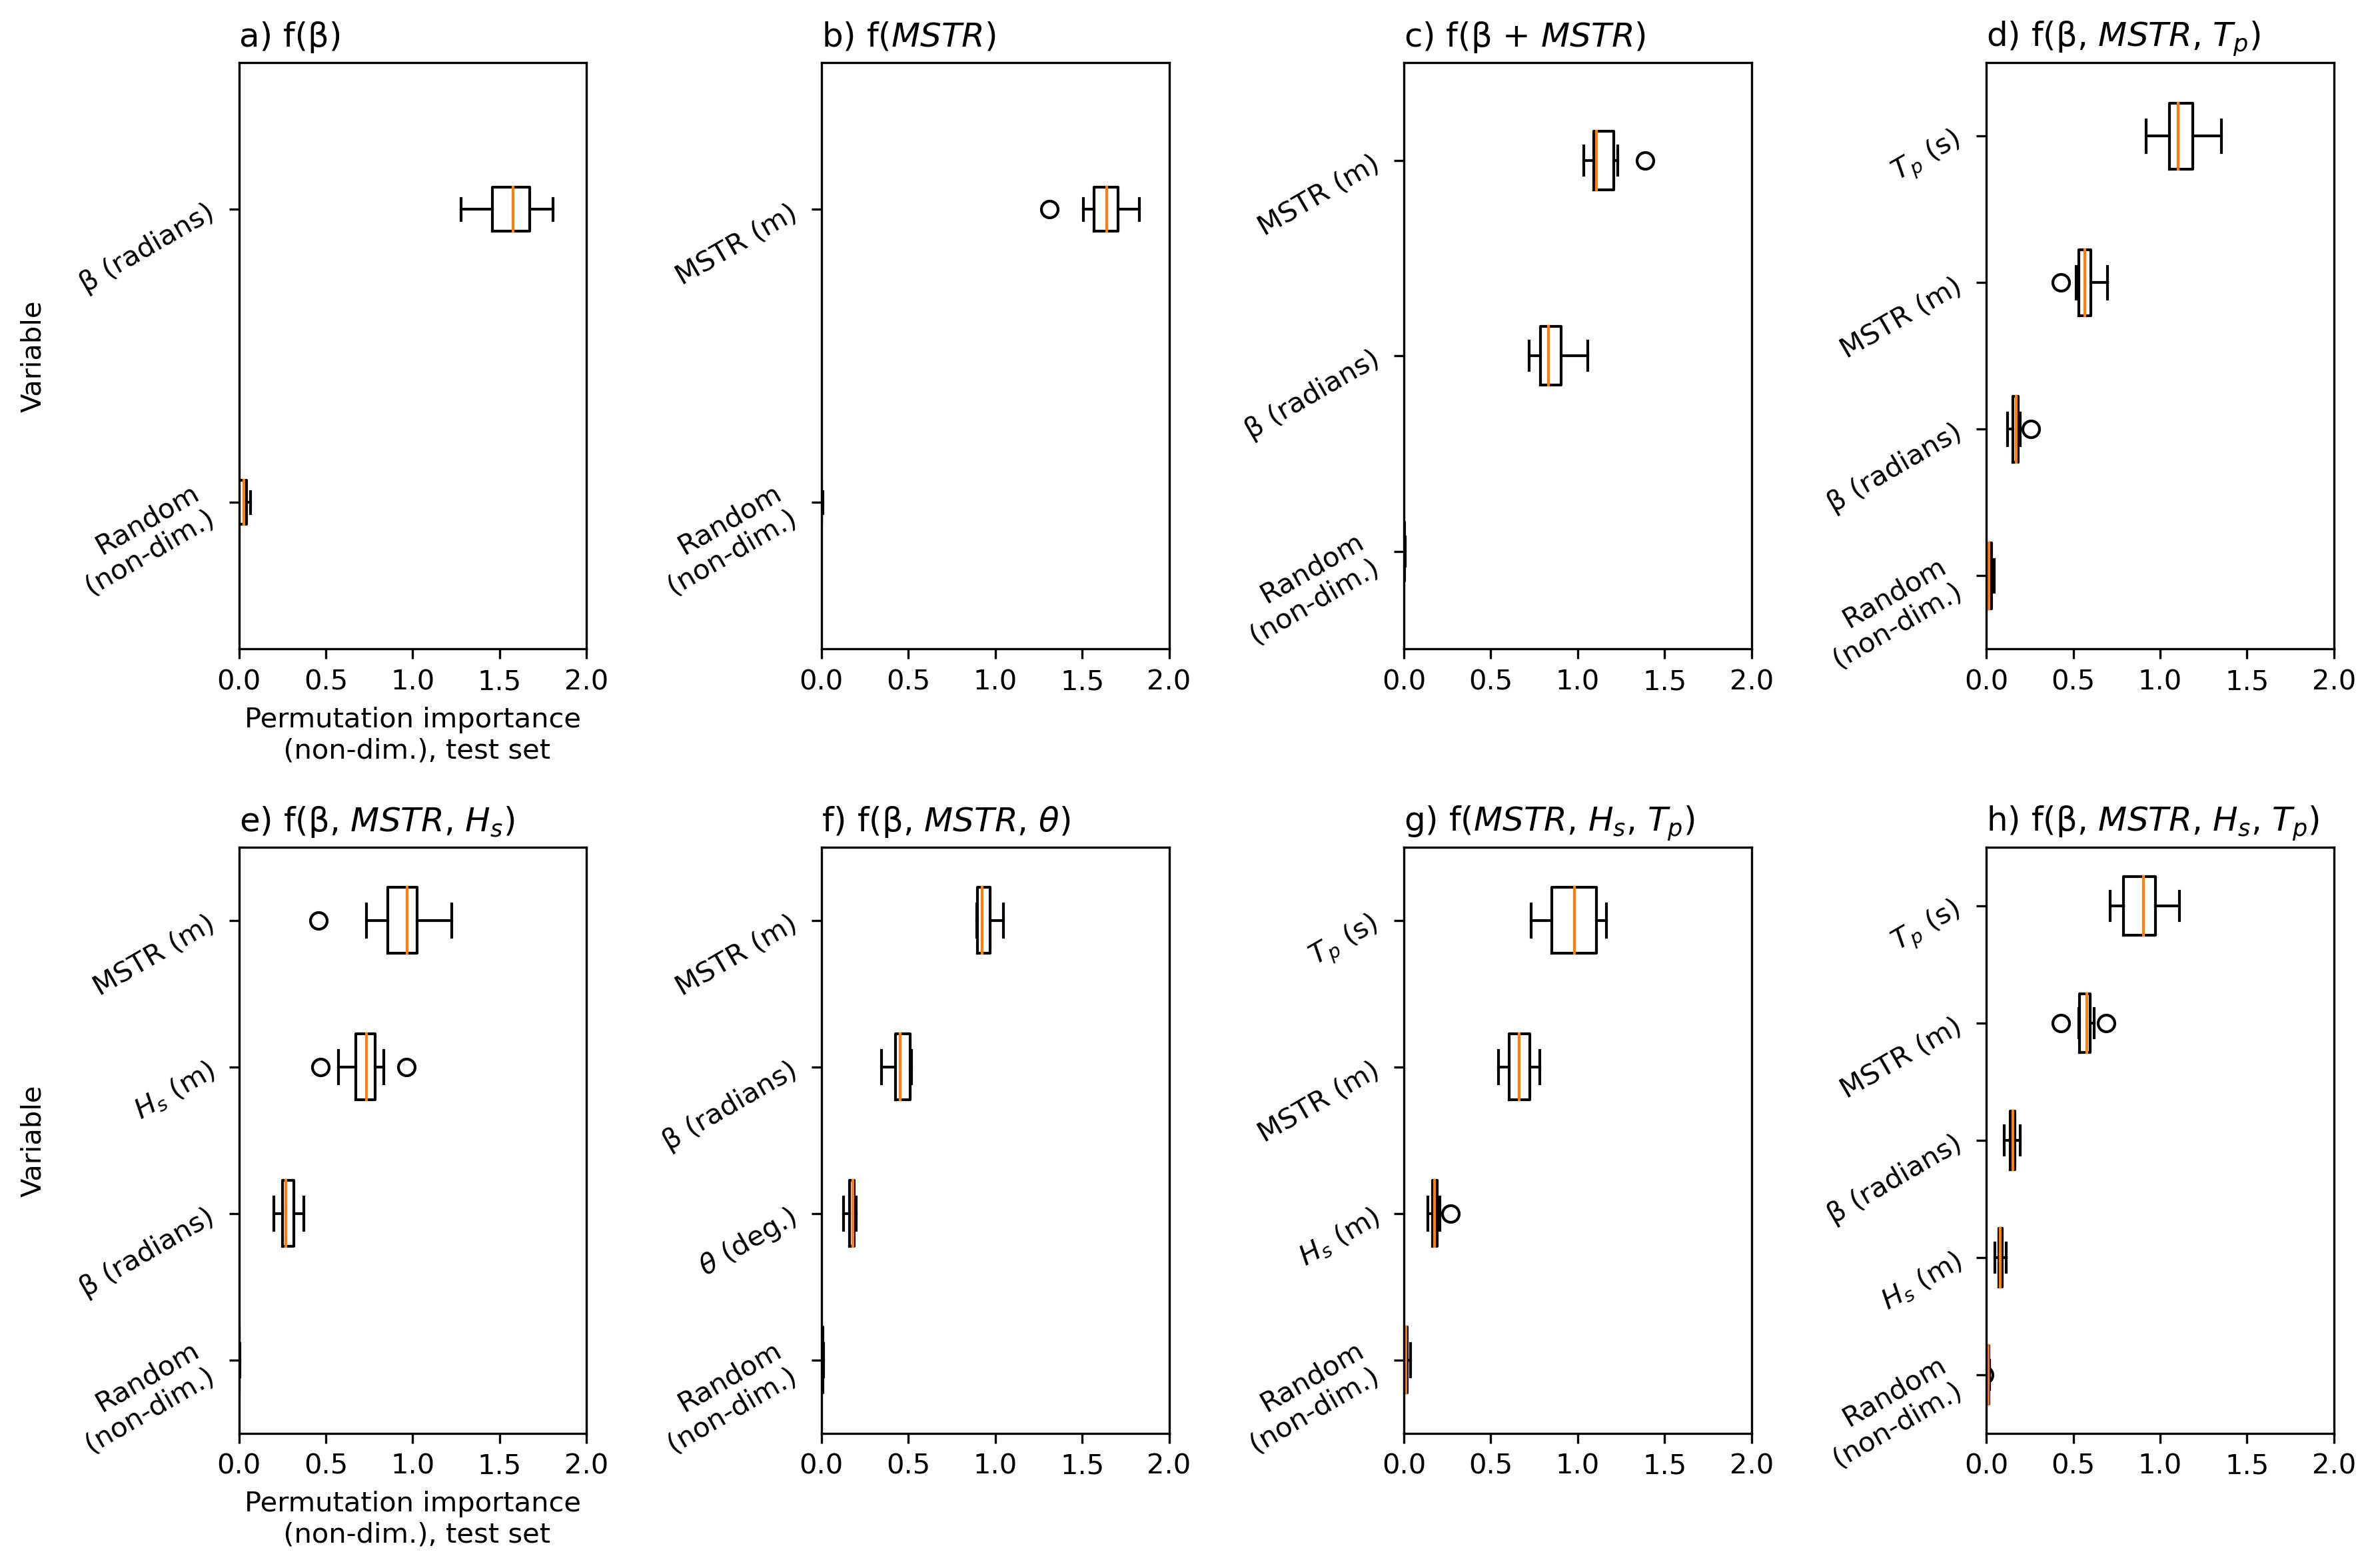 a) f(β)
Variable
β (radians)
Random
(non-dim.)
0.0 0.5 1.0 1.5 2.0
Permutation importance
(non-dim.), test set
b) f(MSTR)
MSTR (m)
Random
(non-dim.)
0.0 0.5 1.0 1.5 2.0
c) f(β + MSTR)
MSTR (m)
β (radians)
Random
(non-dim.)
0.0 0.5 1.0 1.5 2.0
d) f(β, MSTR, Tp)
Tp (s)
MSTR (m)
β (radians)
Random
(non-dim.)
0.0 0.5 1.0 1.5 2.0
e) f(β, MSTR, Hs)
Variable
MSTR (m)
Hs (m)
β (radians)
Random
(non-dim.)
0.0 0.5 1.0 1.5 2.0
Permutation importance
(non-dim.), test set
f) f(β, MSTR, θ)
MSTR (m)
β (radians)
θ (deg.)
Random
(non-dim.)
0.0 0.5 1.0 1.5 2.0
g) f(MSTR, Hs, Tp)
Tp (s)
MSTR (m)
Hs (m)
Random
(non-dim.)
0.0 0.5 1.0 1.5 2.0
h) f(β, MSTR, Hs, Tp)
Tp (s)
MSTR (m)
β (radians)
Hs (m)
Random
(non-dim.)
0.0 0.5 1.0 1.5 2.0